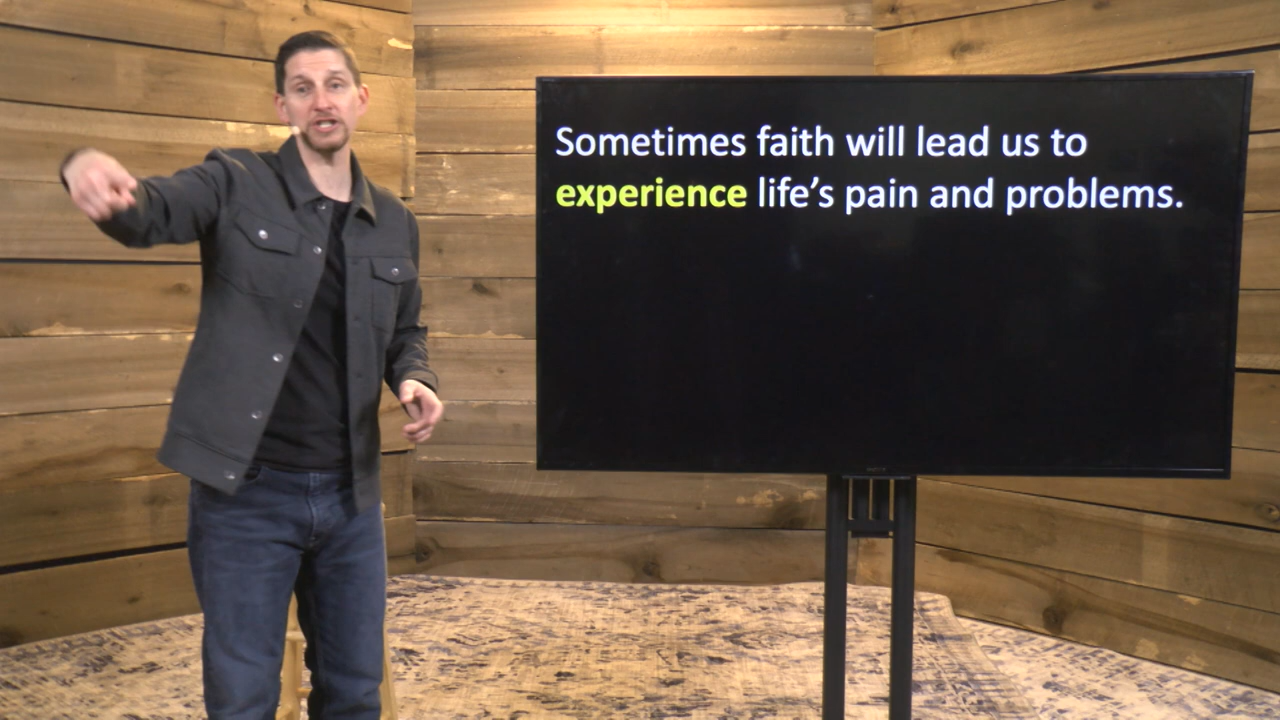 Sometimes faith will lead us to
experience life’s pain and problems.